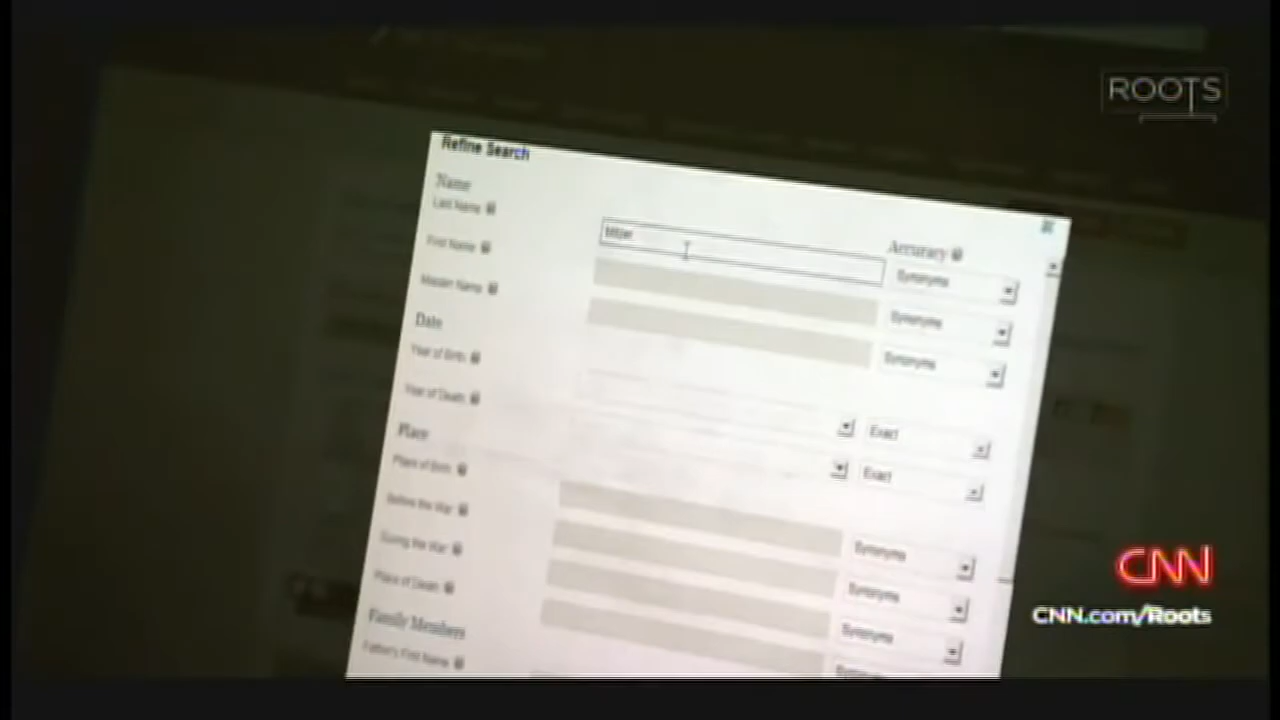 ROOTS
Refine Search
Name
Last Name
Accuracy
Synonyms
First Name
Synonyms
Maiden Name
Synonyms
Date
Year of Birth
Exact
Year of Death
Exact
Place
Place of Birth
Synonyms
Before the War
Synonyms
During the War
Synonyms
Place of Death
Synonyms
Family Members
Father's First Name
CNN
CNN.com/Roots